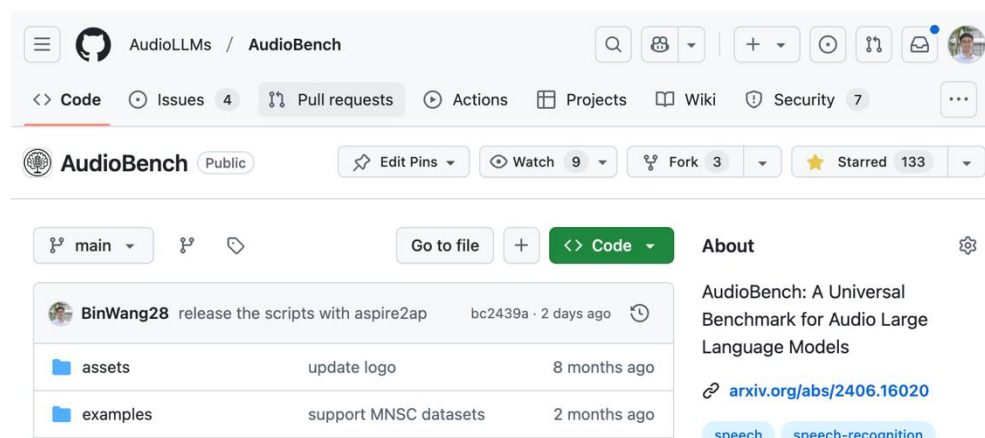 AudioLLMs / AudioBench
<> Code Issues 4 Pull requests Actions Projects Wiki Security 7 ...
AudioBench Public Edit Pins Watch 9 Fork 3 Starred 133
main Go to file + <> Code About
BinWang28 release the scripts with aspire2ap bc2439a · 2 days ago
AudioBench: A Universal
Benchmark for Audio Large
Language Models
assets update logo 8 months ago
arxiv.org/abs/2406.16020
examples support MNSC datasets 2 months ago
speech speech-recognition